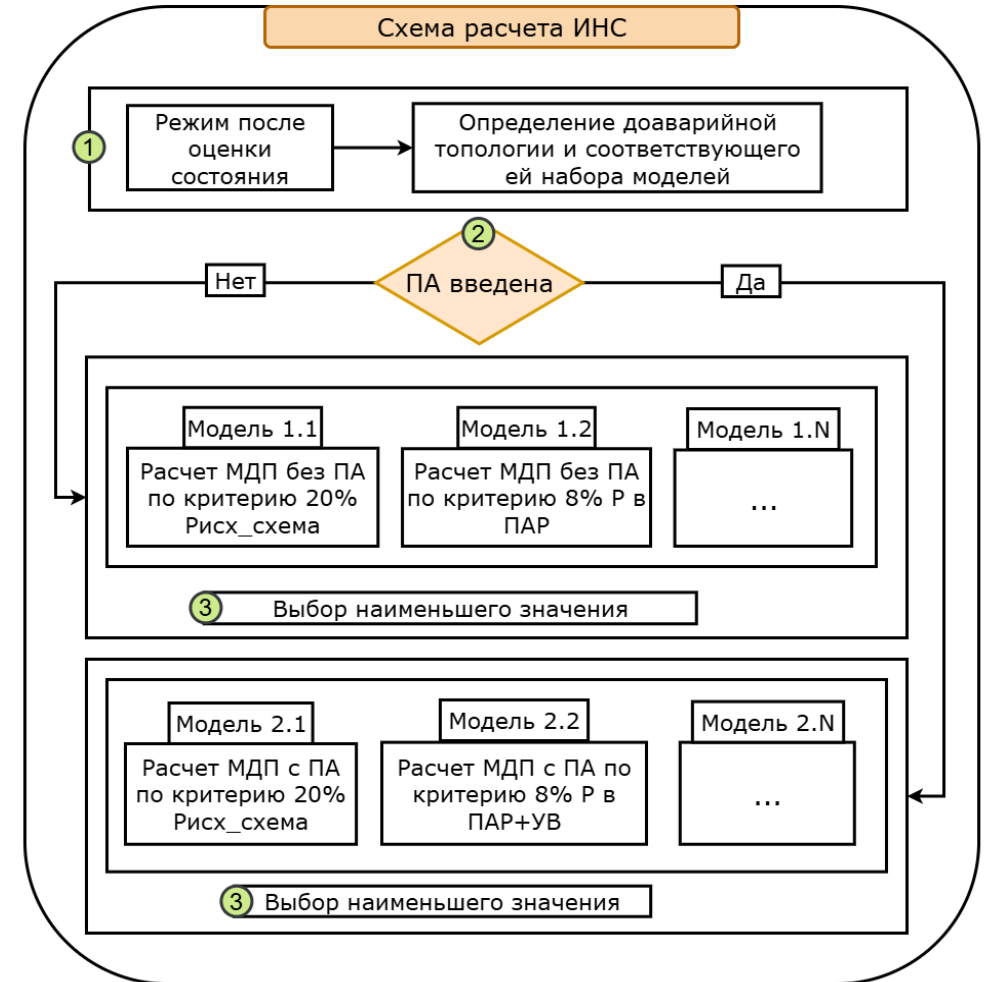 Схема расчета ИНС
1
Режим после
оценки
состояния
Определение доаварийной
топологии и соответствующего
ей набора моделей
2
Нет
ПА введена
Да
Модель 1.1
Расчет МДП без ПА
по критерию 20%
Рисх_схема
Модель 1.2
Расчет МДП без ПА
по критерию 8% Р в
ПАР
Модель 1.N
...
3
Выбор наименьшего значения
Модель 2.1
Расчет МДП с ПА
по критерию 20%
Рисх_схема
Модель 2.2
Расчет МДП с ПА по
критерию 8% Р в
ПАР+УВ
Модель 2.N
...
3
Выбор наименьшего значения